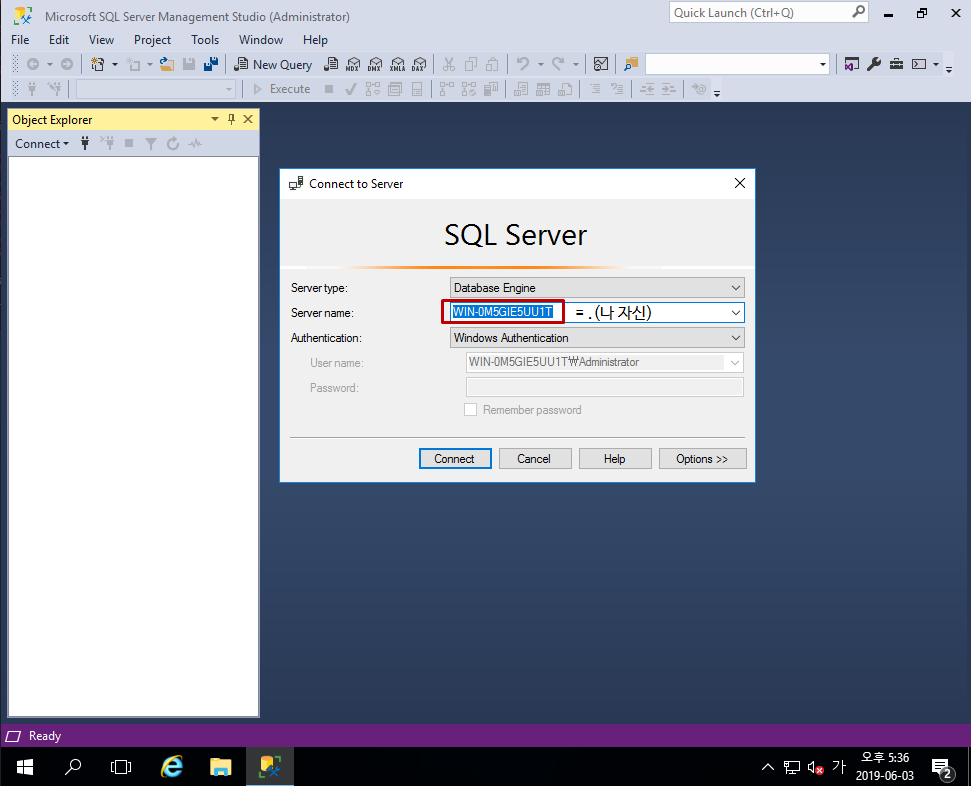 Microsoft SQL Server Management Studio (Administrator)
Quick Launch (Ctrl+Q)
File Edit View Project Tools Window Help
New Query MDX DMX XMLA DAX
Execute
Object Explorer
Connect
Connect to Server
SQL Server
Server type: Database Engine
Server name: WIN-0M5GIE5UU1T = . (나 자신)
Authentication: Windows Authentication
User name: WIN-0M5GIE5UU1T₩Administrator
Password:
Remember password
Connect Cancel Help Options >>
Ready
가 오후 5:36
2019-06-03
2